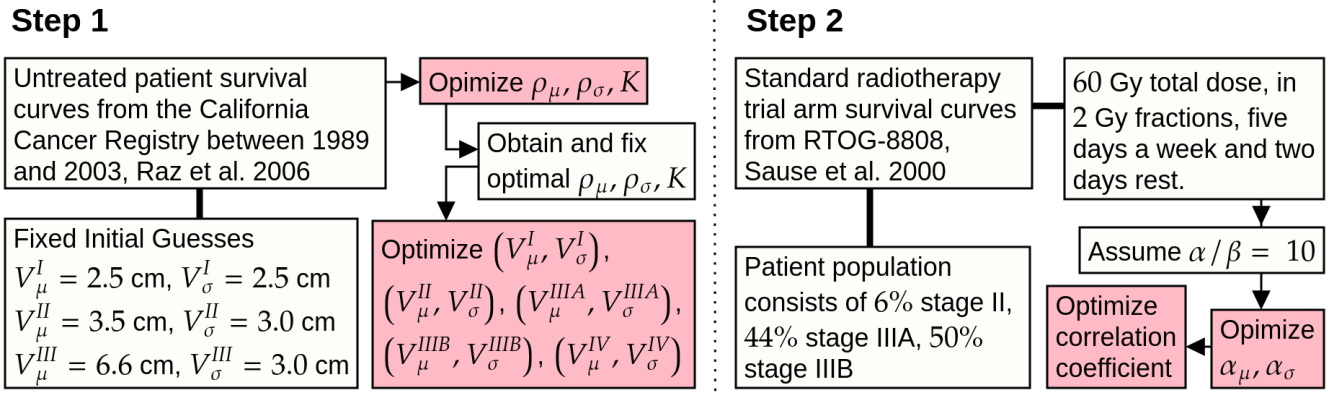 Step 1
Untreated patient survival
curves from the California
Cancer Registry between 1989
and 2003, Raz et al. 2006
Opimize ρ_μ, ρ_σ, K
Obtain and fix
optimal ρ_μ, ρ_σ, K
Fixed Initial Guesses
V_μ^I = 2.5 cm, V_σ^I = 2.5 cm
V_μ^II = 3.5 cm, V_σ^II = 3.0 cm
V_μ^III = 6.6 cm, V_σ^III = 3.0 cm
Optimize (V_μ^I, V_σ^I),
(V_μ^II, V_σ^II), (V_μ^IIIA, V_σ^IIIA),
(V_μ^IIIB, V_σ^IIIB), (V_μ^IV, V_σ^IV)
Step 2
Standard radiotherapy
trial arm survival curves
from RTOG-8808,
Sause et al. 2000
60 Gy total dose, in
2 Gy fractions, five
days a week and two
days rest.
Patient population
consists of 6% stage II,
44% stage IIIA, 50%
stage IIIB
Assume α/β = 10
Opimize
α_μ, α_σ
Optimize
correlation
coefficient